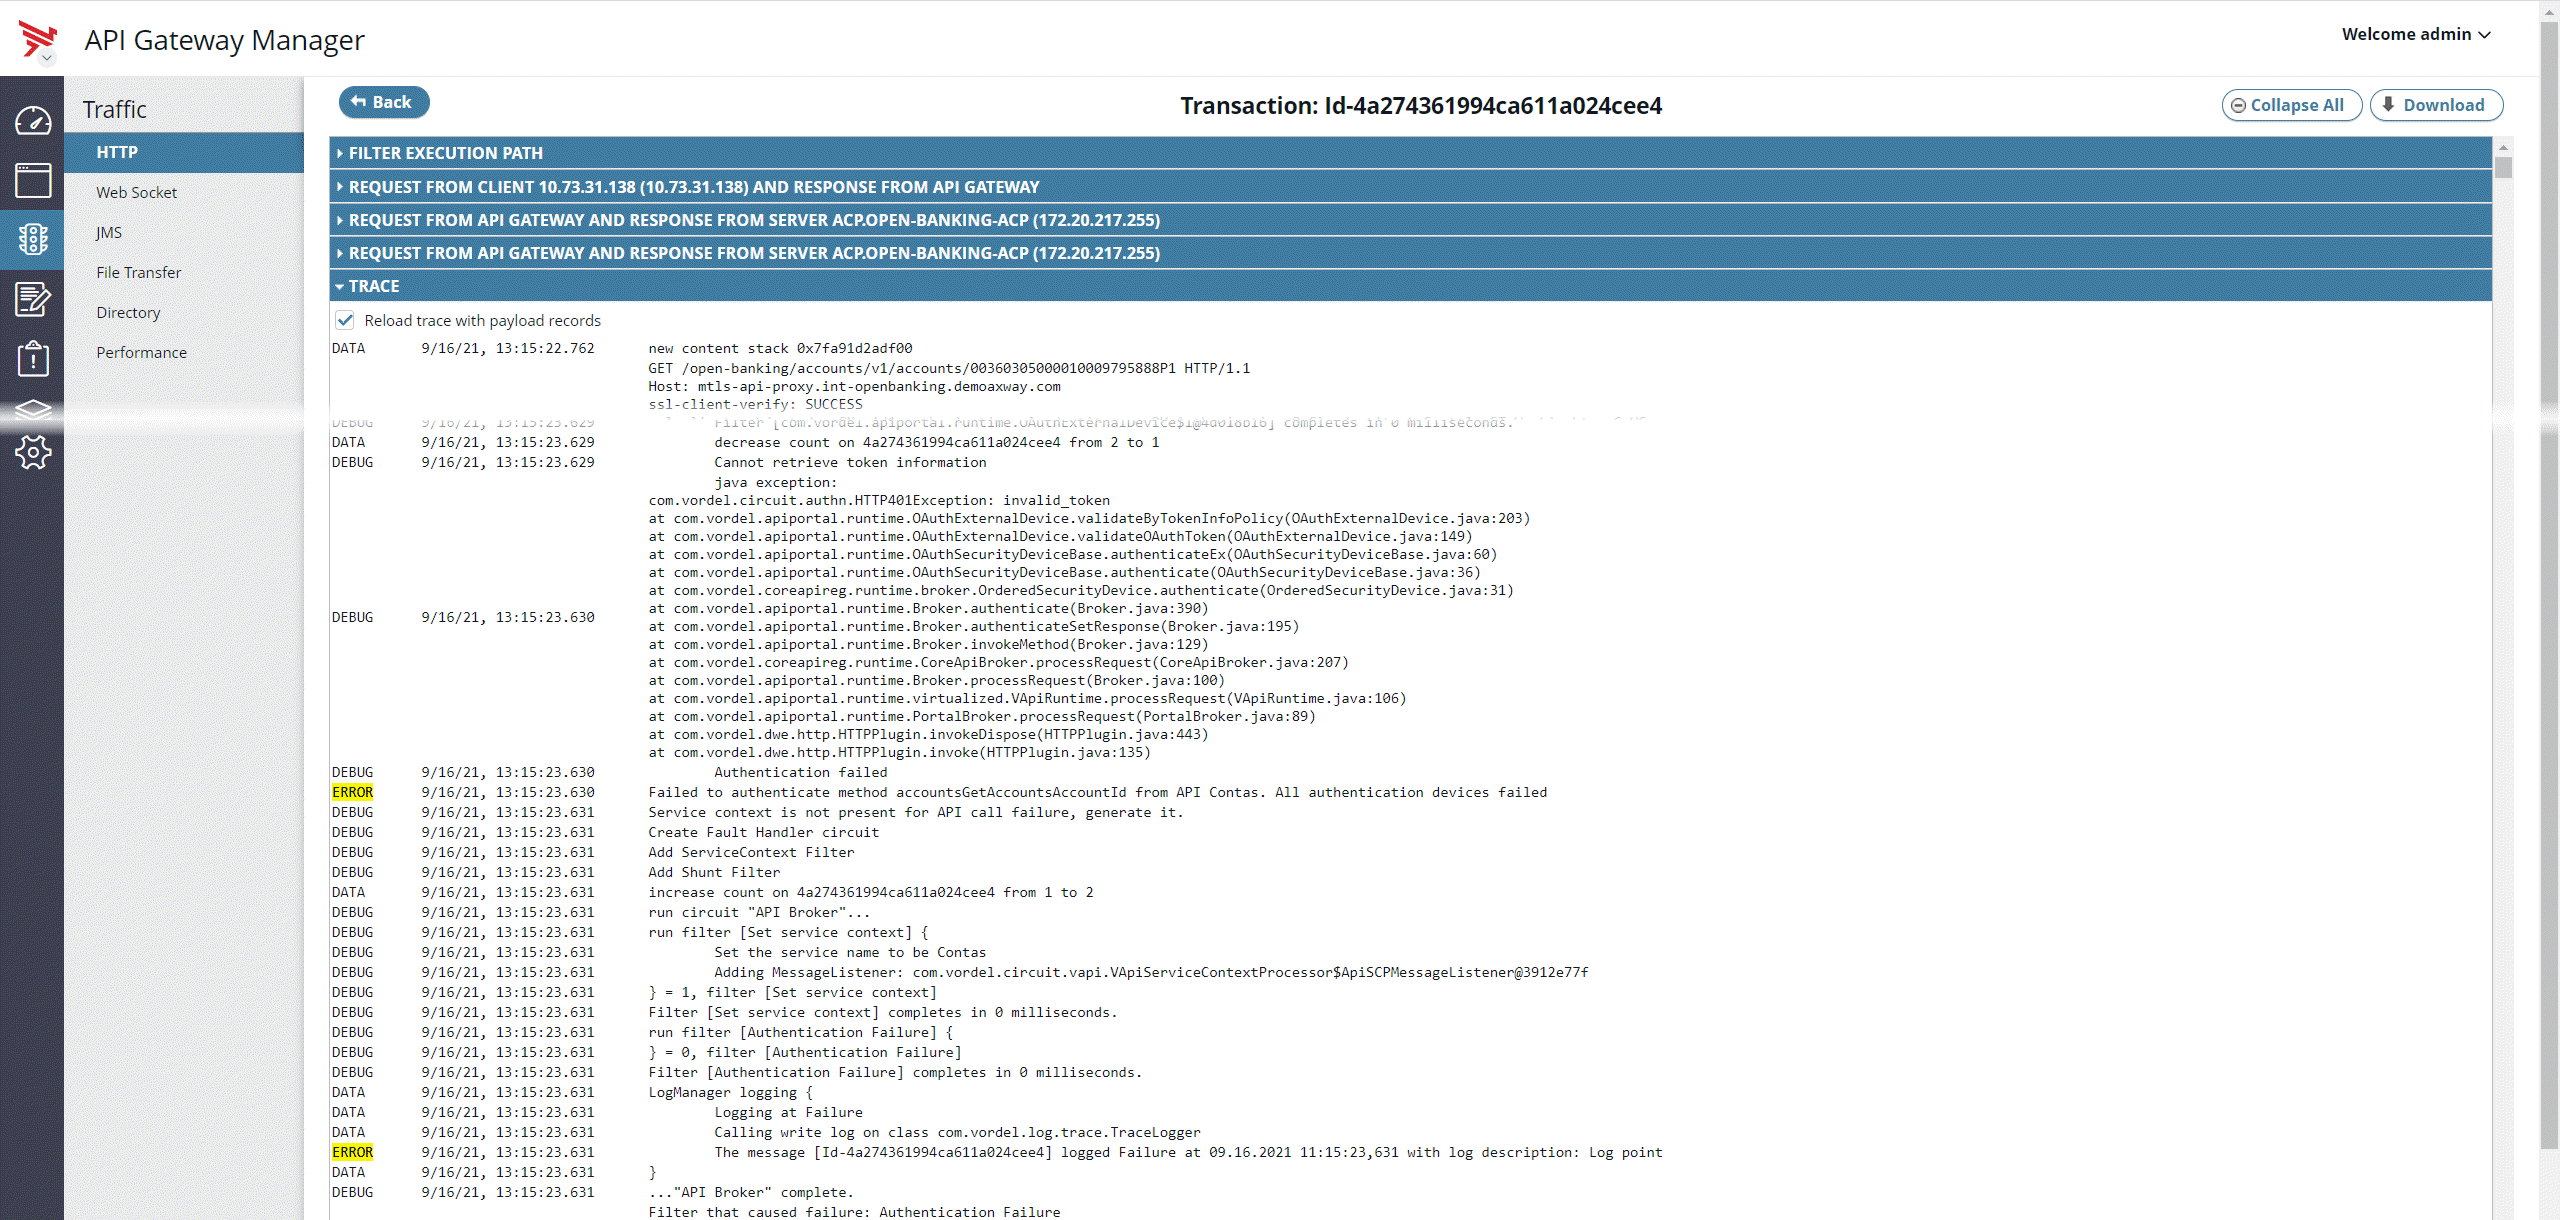 API Gateway Manager
Welcome admin
Traffic
HTTP
Web Socket
JMS
File Transfer
Directory
Performance
Back
Transaction: Id-4a274361994ca611a024cee4
Collapse All
Download
FILTER EXECUTION PATH
REQUEST FROM CLIENT 10.73.31.138 (10.73.31.138) AND RESPONSE FROM API GATEWAY
REQUEST FROM API GATEWAY AND RESPONSE FROM SERVER ACP.OPEN-BANKING-ACP (172.20.217.255)
REQUEST FROM API GATEWAY AND RESPONSE FROM SERVER ACP.OPEN-BANKING-ACP (172.20.217.255)
TRACE
Reload trace with payload records
DATA 9/16/21, 13:15:22.762 new content stack 0x7fa91d2adf00
GET /open-banking/accounts/v1/accounts/00360305000010009795888P1 HTTP/1.1
Host: mtls-api-proxy.int-openbanking.demoaxway.com
ssl-client-verify: SUCCESS
DEBUG 9/16/21, 13:15:23.629 Filter completes in 0 milliseconds.
DATA 9/16/21, 13:15:23.629 decrease count on 4a274361994ca611a024cee4 from 2 to 1
DEBUG 9/16/21, 13:15:23.629 Cannot retrieve token information
java exception:
com.vordel.circuit.authn.HTTP401Exception: invalid_token
at com.vordel.apiportal.runtime.OAuthExternalDevice.validateByTokenInfoPolicy(OAuthExternalDevice.java:203)
at com.vordel.apiportal.runtime.OAuthExternalDevice.validateOAuthToken(OAuthExternalDevice.java:149)
at com.vordel.apiportal.runtime.OAuthSecurityDeviceBase.authenticateEx(OAuthSecurityDeviceBase.java:60)
at com.vordel.apiportal.runtime.OAuthSecurityDeviceBase.authenticate(OAuthSecurityDeviceBase.java:36)
at com.vordel.coreapireg.runtime.broker.OrderedSecurityDevice.authenticate(OrderedSecurityDevice.java:31)
at com.vordel.apiportal.runtime.Broker.authenticate(Broker.java:390)
DEBUG 9/16/21, 13:15:23.630
at com.vordel.apiportal.runtime.Broker.authenticateSetResponse(Broker.java:195)
at com.vordel.apiportal.runtime.Broker.invokeMethod(Broker.java:129)
at com.vordel.coreapireg.runtime.CoreApiBroker.processRequest(CoreApiBroker.java:207)
at com.vordel.apiportal.runtime.Broker.processRequest(Broker.java:100)
at com.vordel.apiportal.runtime.virtualized.VApiRuntime.processRequest(VApiRuntime.java:106)
at com.vordel.apiportal.runtime.PortalBroker.processRequest(PortalBroker.java:89)
at com.vordel.dwe.http.HTTPPlugin.invokeDispose(HTTPPlugin.java:443)
at com.vordel.dwe.http.HTTPPlugin.invoke(HTTPPlugin.java:135)
DEBUG 9/16/21, 13:15:23.630 Authentication failed
ERROR 9/16/21, 13:15:23.630 Failed to authenticate method accountsGetAccountsAccountId from API Contas. All authentication devices failed
DEBUG 9/16/21, 13:15:23.631 Service context is not present for API call failure, generate it.
DEBUG 9/16/21, 13:15:23.631 Create Fault Handler circuit
DEBUG 9/16/21, 13:15:23.631 Add ServiceContext Filter
DEBUG 9/16/21, 13:15:23.631 Add Shunt Filter
DATA 9/16/21, 13:15:23.631 increase count on 4a274361994ca611a024cee4 from 1 to 2
DEBUG 9/16/21, 13:15:23.631 run circuit "API Broker"...
DEBUG 9/16/21, 13:15:23.631 run filter [Set service context] {
DEBUG 9/16/21, 13:15:23.631 Set the service name to be Contas
DEBUG 9/16/21, 13:15:23.631 Adding MessageListener: com.vordel.circuit.vapi.VApiServiceContextProcessor$ApiSCPMessageListener@3912e77f
DEBUG 9/16/21, 13:15:23.631 } = 1, filter [Set service context]
DEBUG 9/16/21, 13:15:23.631 Filter [Set service context] completes in 0 milliseconds.
DEBUG 9/16/21, 13:15:23.631 run filter [Authentication Failure] {
DEBUG 9/16/21, 13:15:23.631 } = 0, filter [Authentication Failure]
DEBUG 9/16/21, 13:15:23.631 Filter [Authentication Failure] completes in 0 milliseconds.
DATA 9/16/21, 13:15:23.631 LogManager logging {
DATA 9/16/21, 13:15:23.631 Logging at Failure
DATA 9/16/21, 13:15:23.631 Calling write log on class com.vordel.log.trace.TraceLogger
ERROR 9/16/21, 13:15:23.631 The message [Id-4a274361994ca611a024cee4] logged Failure at 09.16.2021 11:15:23,631 with log description: Log point
DATA 9/16/21, 13:15:23.631 }
DEBUG 9/16/21, 13:15:23.631 ..."API Broker" complete.
Filter that caused failure: Authentication Failure